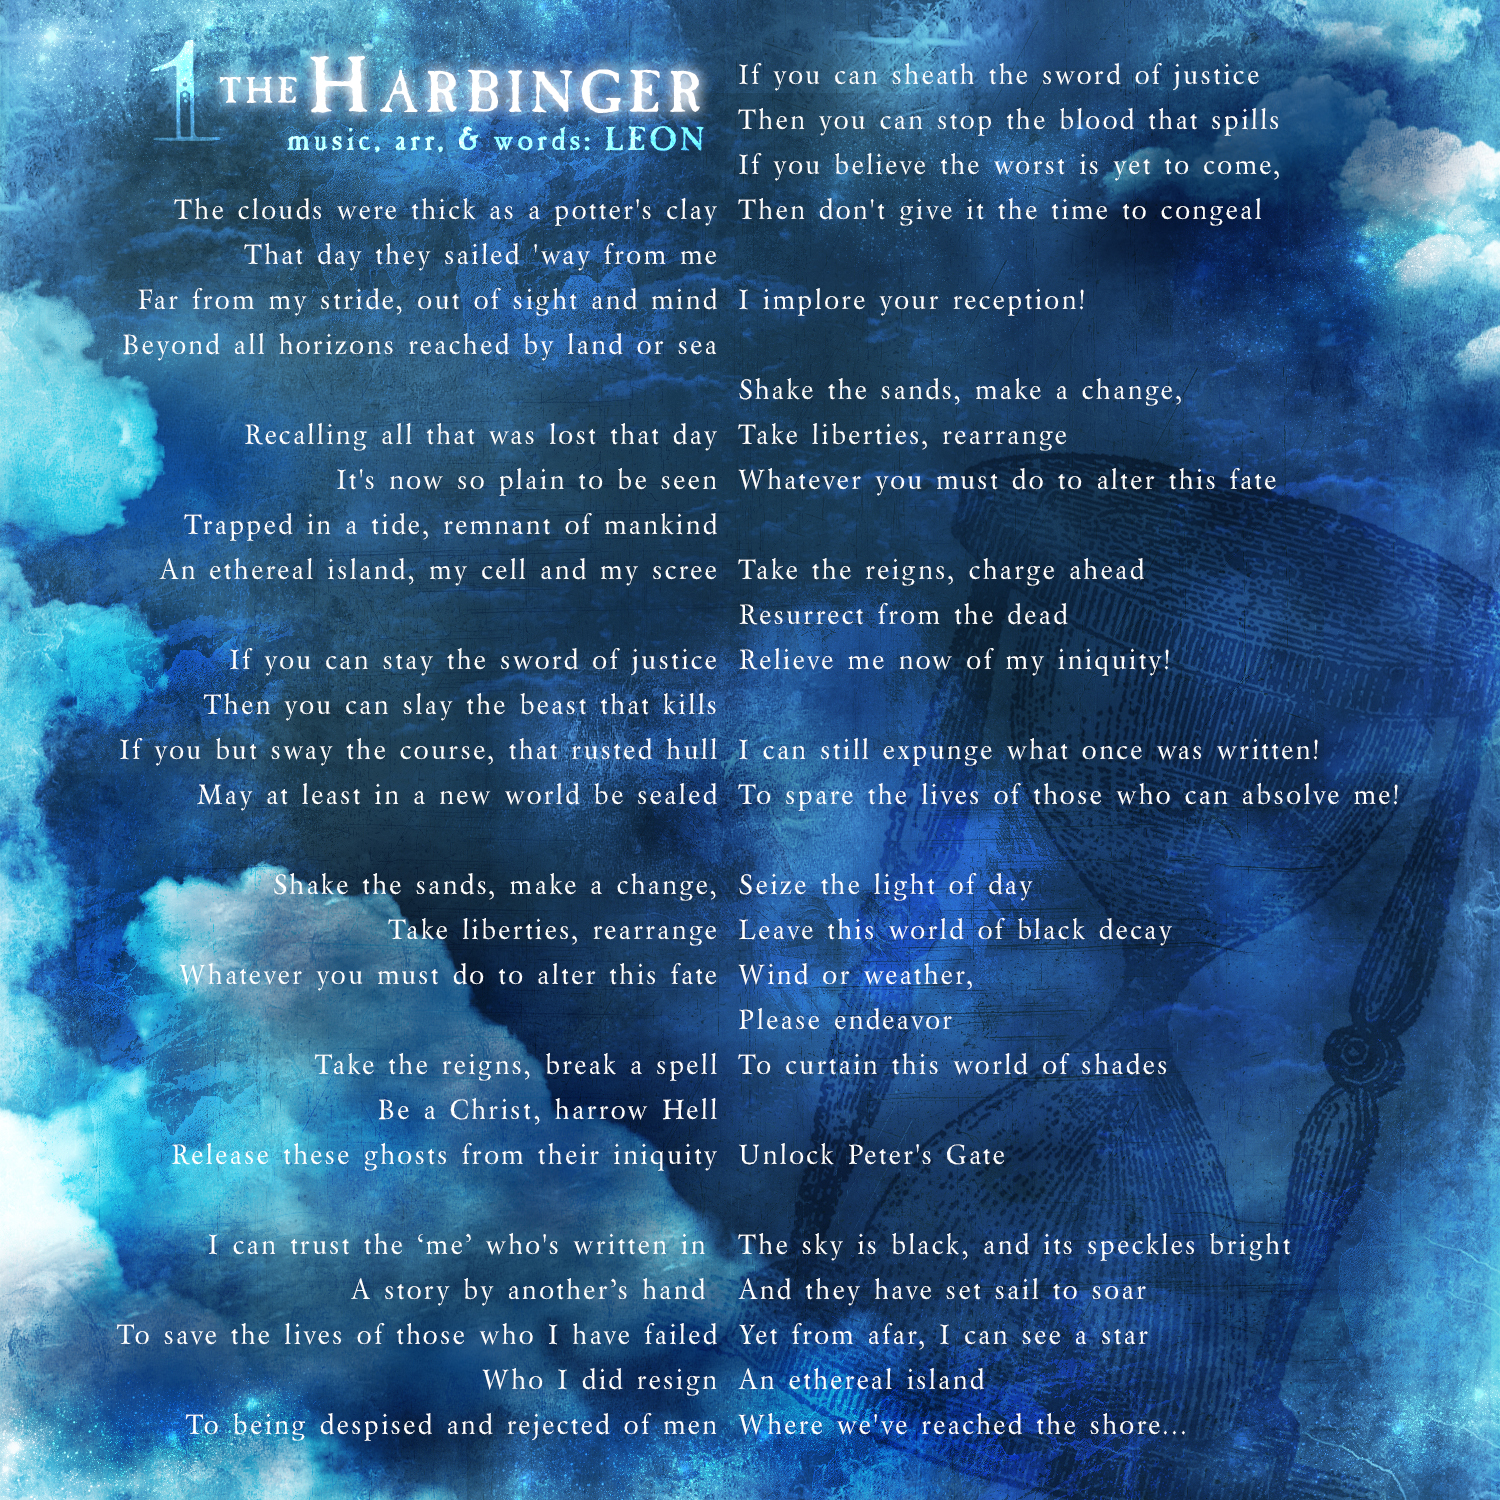 1 THE HARBINGER
music, arr, & words: LEON
The clouds were thick as a potter's clay
That day they sailed 'way from me
Far from my stride, out of sight and mind
Beyond all horizons reached by land or sea
Recalling all that was lost that day
It's now so plain to be seen
Trapped in a tide, remnant of mankind
An ethereal island, my cell and my scree
If you can stay the sword of justice
Then you can slay the beast that kills
If you but sway the course, that rusted hull
May at least in a new world be sealed
Shake the sands, make a change,
Take liberties, rearrange
Whatever you must do to alter this fate
Take the reigns, break a spell
Be a Christ, harrow Hell
Release these ghosts from their iniquity
I can trust the ‘me’ who's written in
A story by another’s hand
To save the lives of those who I have failed
Who I did resign
To being despised and rejected of men
If you can sheath the sword of justice
Then you can stop the blood that spills
If you believe the worst is yet to come,
Then don't give it the time to congeal
I implore your reception!
Shake the sands, make a change,
Take liberties, rearrange
Whatever you must do to alter this fate
Take the reigns, charge ahead
Resurrect from the dead
Relieve me now of my iniquity!
I can still expunge what once was written!
To spare the lives of those who can absolve me!
Seize the light of day
Leave this world of black decay
Wind or weather,
Please endeavor
To curtain this world of shades
Unlock Peter's Gate
The sky is black, and its speckles bright
And they have set sail to soar
Yet from afar, I can see a star
An ethereal island
Where we've reached the shore...